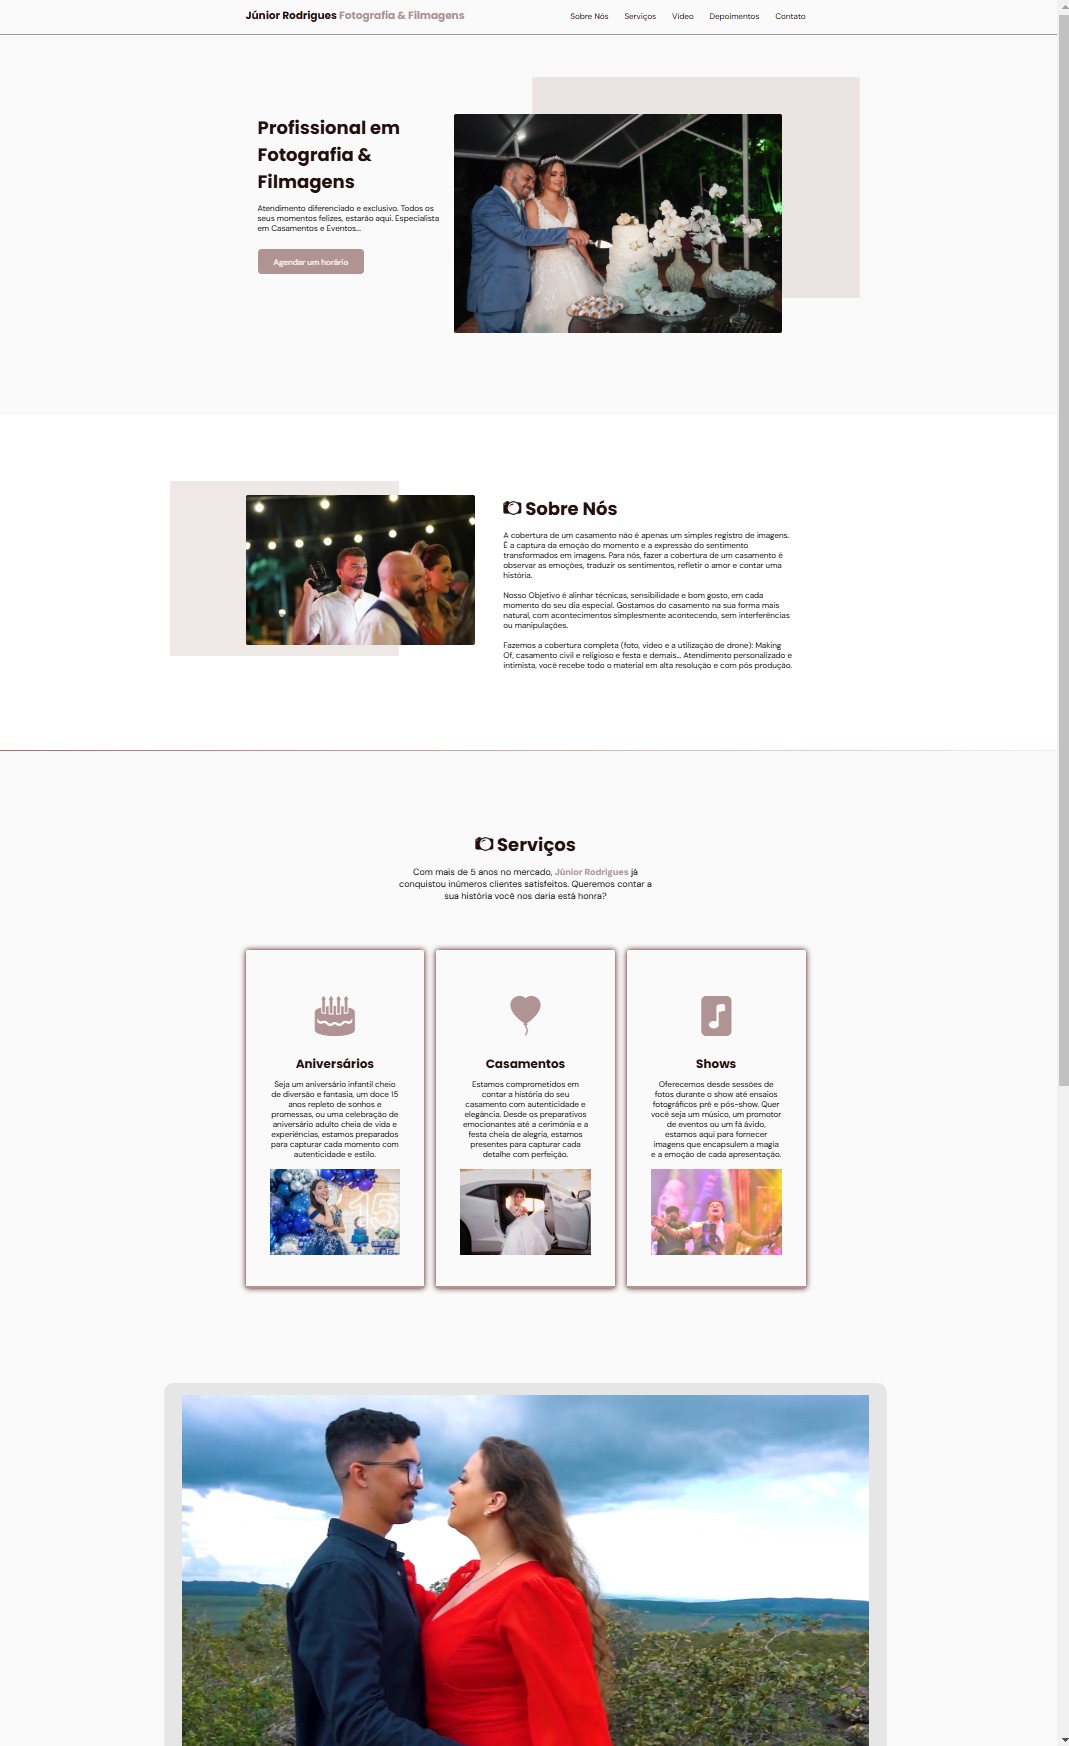 Júnior Rodrigues Fotografia & Filmagens
Sobre Nós Serviços Vídeo Depoimentos Contato
Profissional em
Fotografia &
Filmagens
Atendimento diferenciado e exclusivo. Todos os
seus momentos felizes, estarão aqui. Especialista
em Casamentos e Eventos...
Agendar um horário
Sobre Nós
A cobertura de um casamento não é apenas um simples registro de imagens.
É a captura da emoção do momento e a expressão do sentimento
transformados em imagens. Para nós, fazer a cobertura de um casamento é
observar as emoções, traduzir os sentimentos, refletir o amor e contar uma
história.
Nosso Objetivo é alinhar técnicas, sensibilidade e bom gosto, em cada
momento do seu dia especial. Gostamos do casamento na sua forma mais
natural, com acontecimentos simplesmente acontecendo, sem interferências
ou manipulações.
Fazemos a cobertura completa (foto, video e a utilização de drone): Making
Of, casamento civil e religioso e festa e demais... Atendimento personalizado e
intimista, você recebe todo o material em alta resolução e com pós produção.
Serviços
Com mais de 5 anos no mercado, Júnior Rodrigues já
conquistou inúmeros clientes satisfeitos. Queremos contar a
sua história você nos daria está honra?
Aniversários
Seja um aniversário infantil cheio
de diversão e fantasia, um doce 15
anos repleto de sonhos e
promessas, ou uma celebração de
aniversário adulto cheia de vida e
experiências, estamos preparados
para capturar cada momento com
autenticidade e estilo.
15
Casamentos
Estamos comprometidos em
contar a história do seu
casamento com autenticidade e
elegância. Desde os preparativos
emocionantes até a cerimônia e a
festa cheia de alegria, estamos
presentes para capturar cada
detalhe com perfeição.
Shows
Oferecemos desde sessões de
fotos durante o show até ensaios
fotográficos pré e pós-show. Quer
você seja um músico, um promotor
de eventos ou um fã ávido,
estamos aqui para fornecer
imagens que encapsulem a magia
e a emoção de cada apresentação.